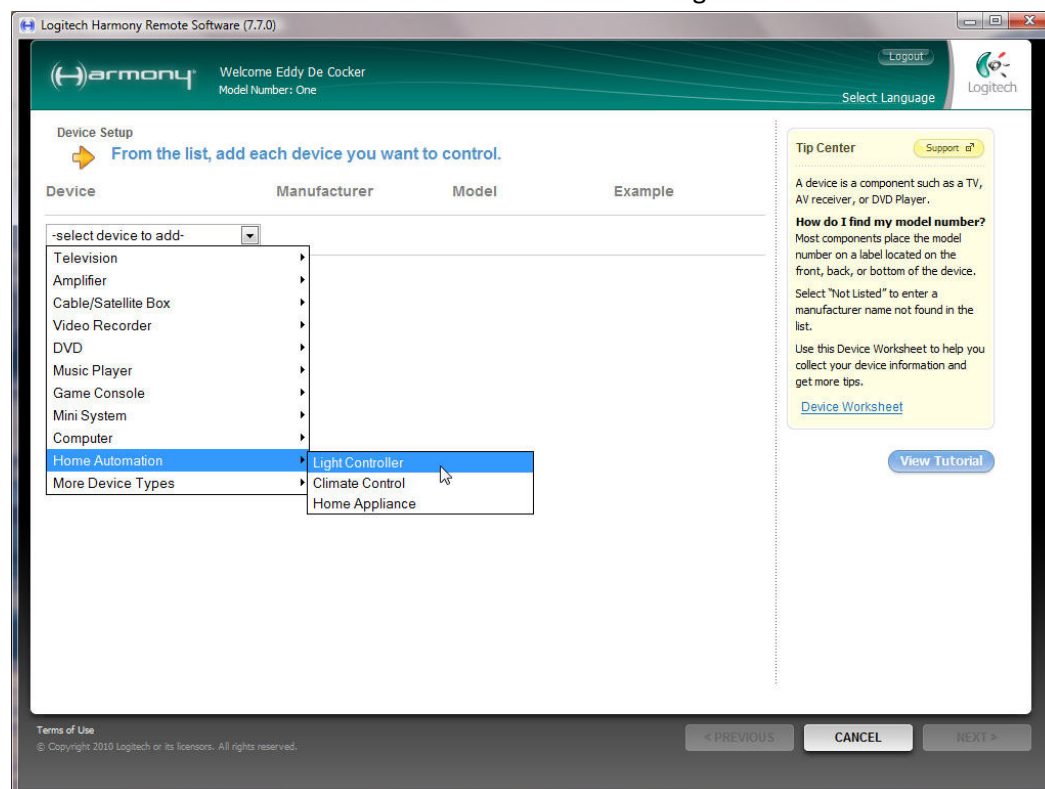 Logitech Harmony Remote Software (7.7.0)
Harmony
Welcome Eddy De Cocker
Model Number: One
Logout
Select Language
Logitech
Device Setup
From the list, add each device you want to control.
Device Manufacturer Model Example
-select device to add-
Television
Amplifier
Cable/Satellite Box
Video Recorder
DVD
Music Player
Game Console
Mini System
Computer
Home Automation
More Device Types
Light Controller
Climate Control
Home Appliance
Tip Center
Support
A device is a component such as a TV,
AV receiver, or DVD Player.
How do I find my model number?
Most components place the model
number on a label located on the
front, back, or bottom of the device.
Select "Not Listed" to enter a
manufacturer name not found in the
list.
Use this Device Worksheet to help you
collect your device information and
get more tips.
Device Worksheet
View Tutorial
Terms of Use
© Copyright 2010 Logitech or its licensors. All rights reserved.
< PREVIOUS
CANCEL
NEXT >